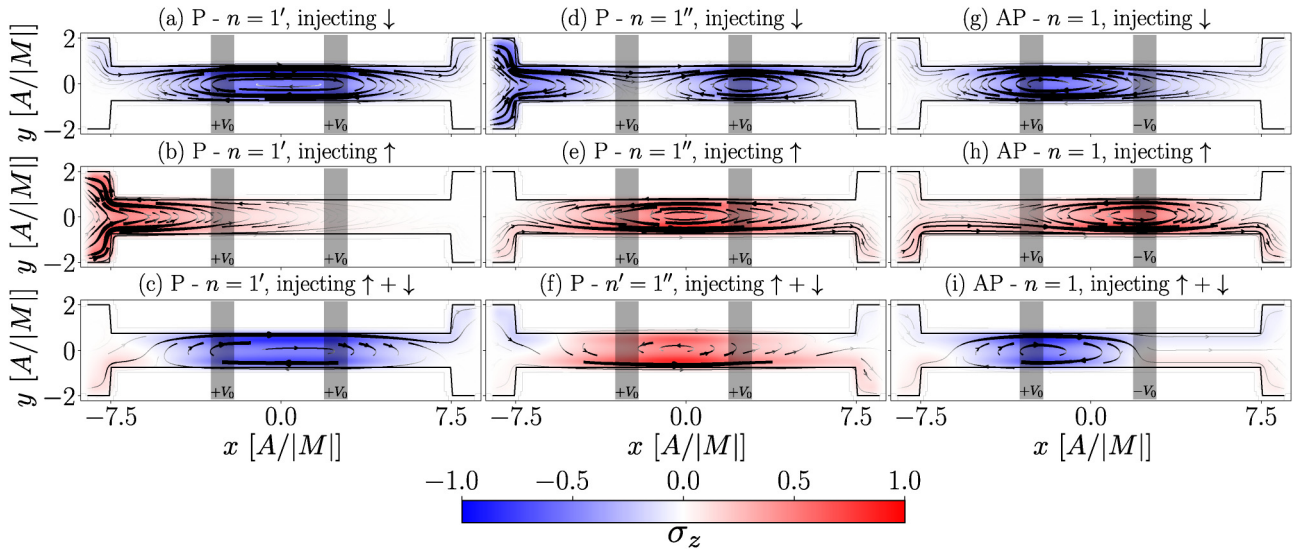 (a) P - n = 1′, injecting ↓
(d) P - n = 1″, injecting ↓
(g) AP - n = 1, injecting ↓
y [A/|M|]
2
0
−2
+V₀
+V₀
+V₀
+V₀
+V₀
−V₀
(b) P - n = 1′, injecting ↑
(e) P - n = 1″, injecting ↑
(h) AP - n = 1, injecting ↑
y [A/|M|]
2
0
−2
+V₀
+V₀
+V₀
+V₀
+V₀
−V₀
(c) P - n = 1′, injecting ↑ + ↓
(f) P - n′ = 1″, injecting ↑ + ↓
(i) AP - n = 1, injecting ↑ + ↓
y [A/|M|]
2
0
−2
+V₀
+V₀
+V₀
+V₀
+V₀
−V₀
−7.5 0.0 7.5
−7.5 0.0 7.5
−7.5 0.0 7.5
x [A/|M|]
x [A/|M|]
x [A/|M|]
−1.0 −0.5 0.0 0.5 1.0
σz